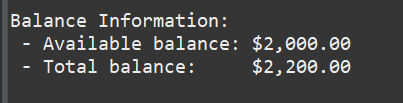 Balance Information:
- Available balance: $2,000.00
- Total balance: $2,200.00